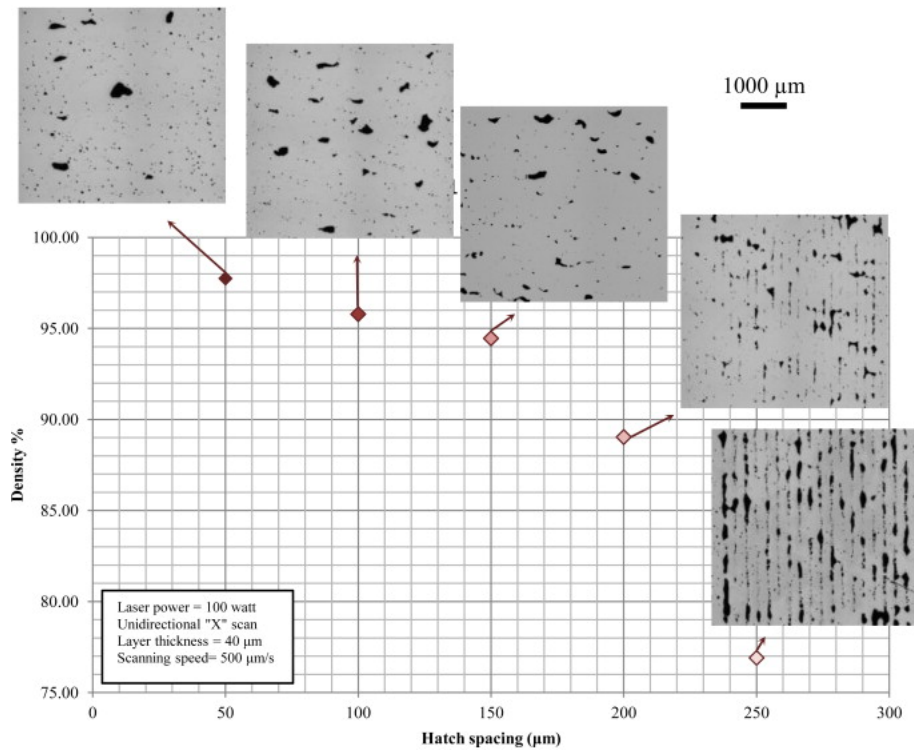 1000 µm
100.00
95.00
90.00
85.00
80.00
75.00
Density %
Laser power = 100 watt
Unidirectional "X" scan
Layer thickness = 40 µm
Scanning speed= 500 µm/s
0 50 100 150 200 250 300
Hatch spacing (µm)